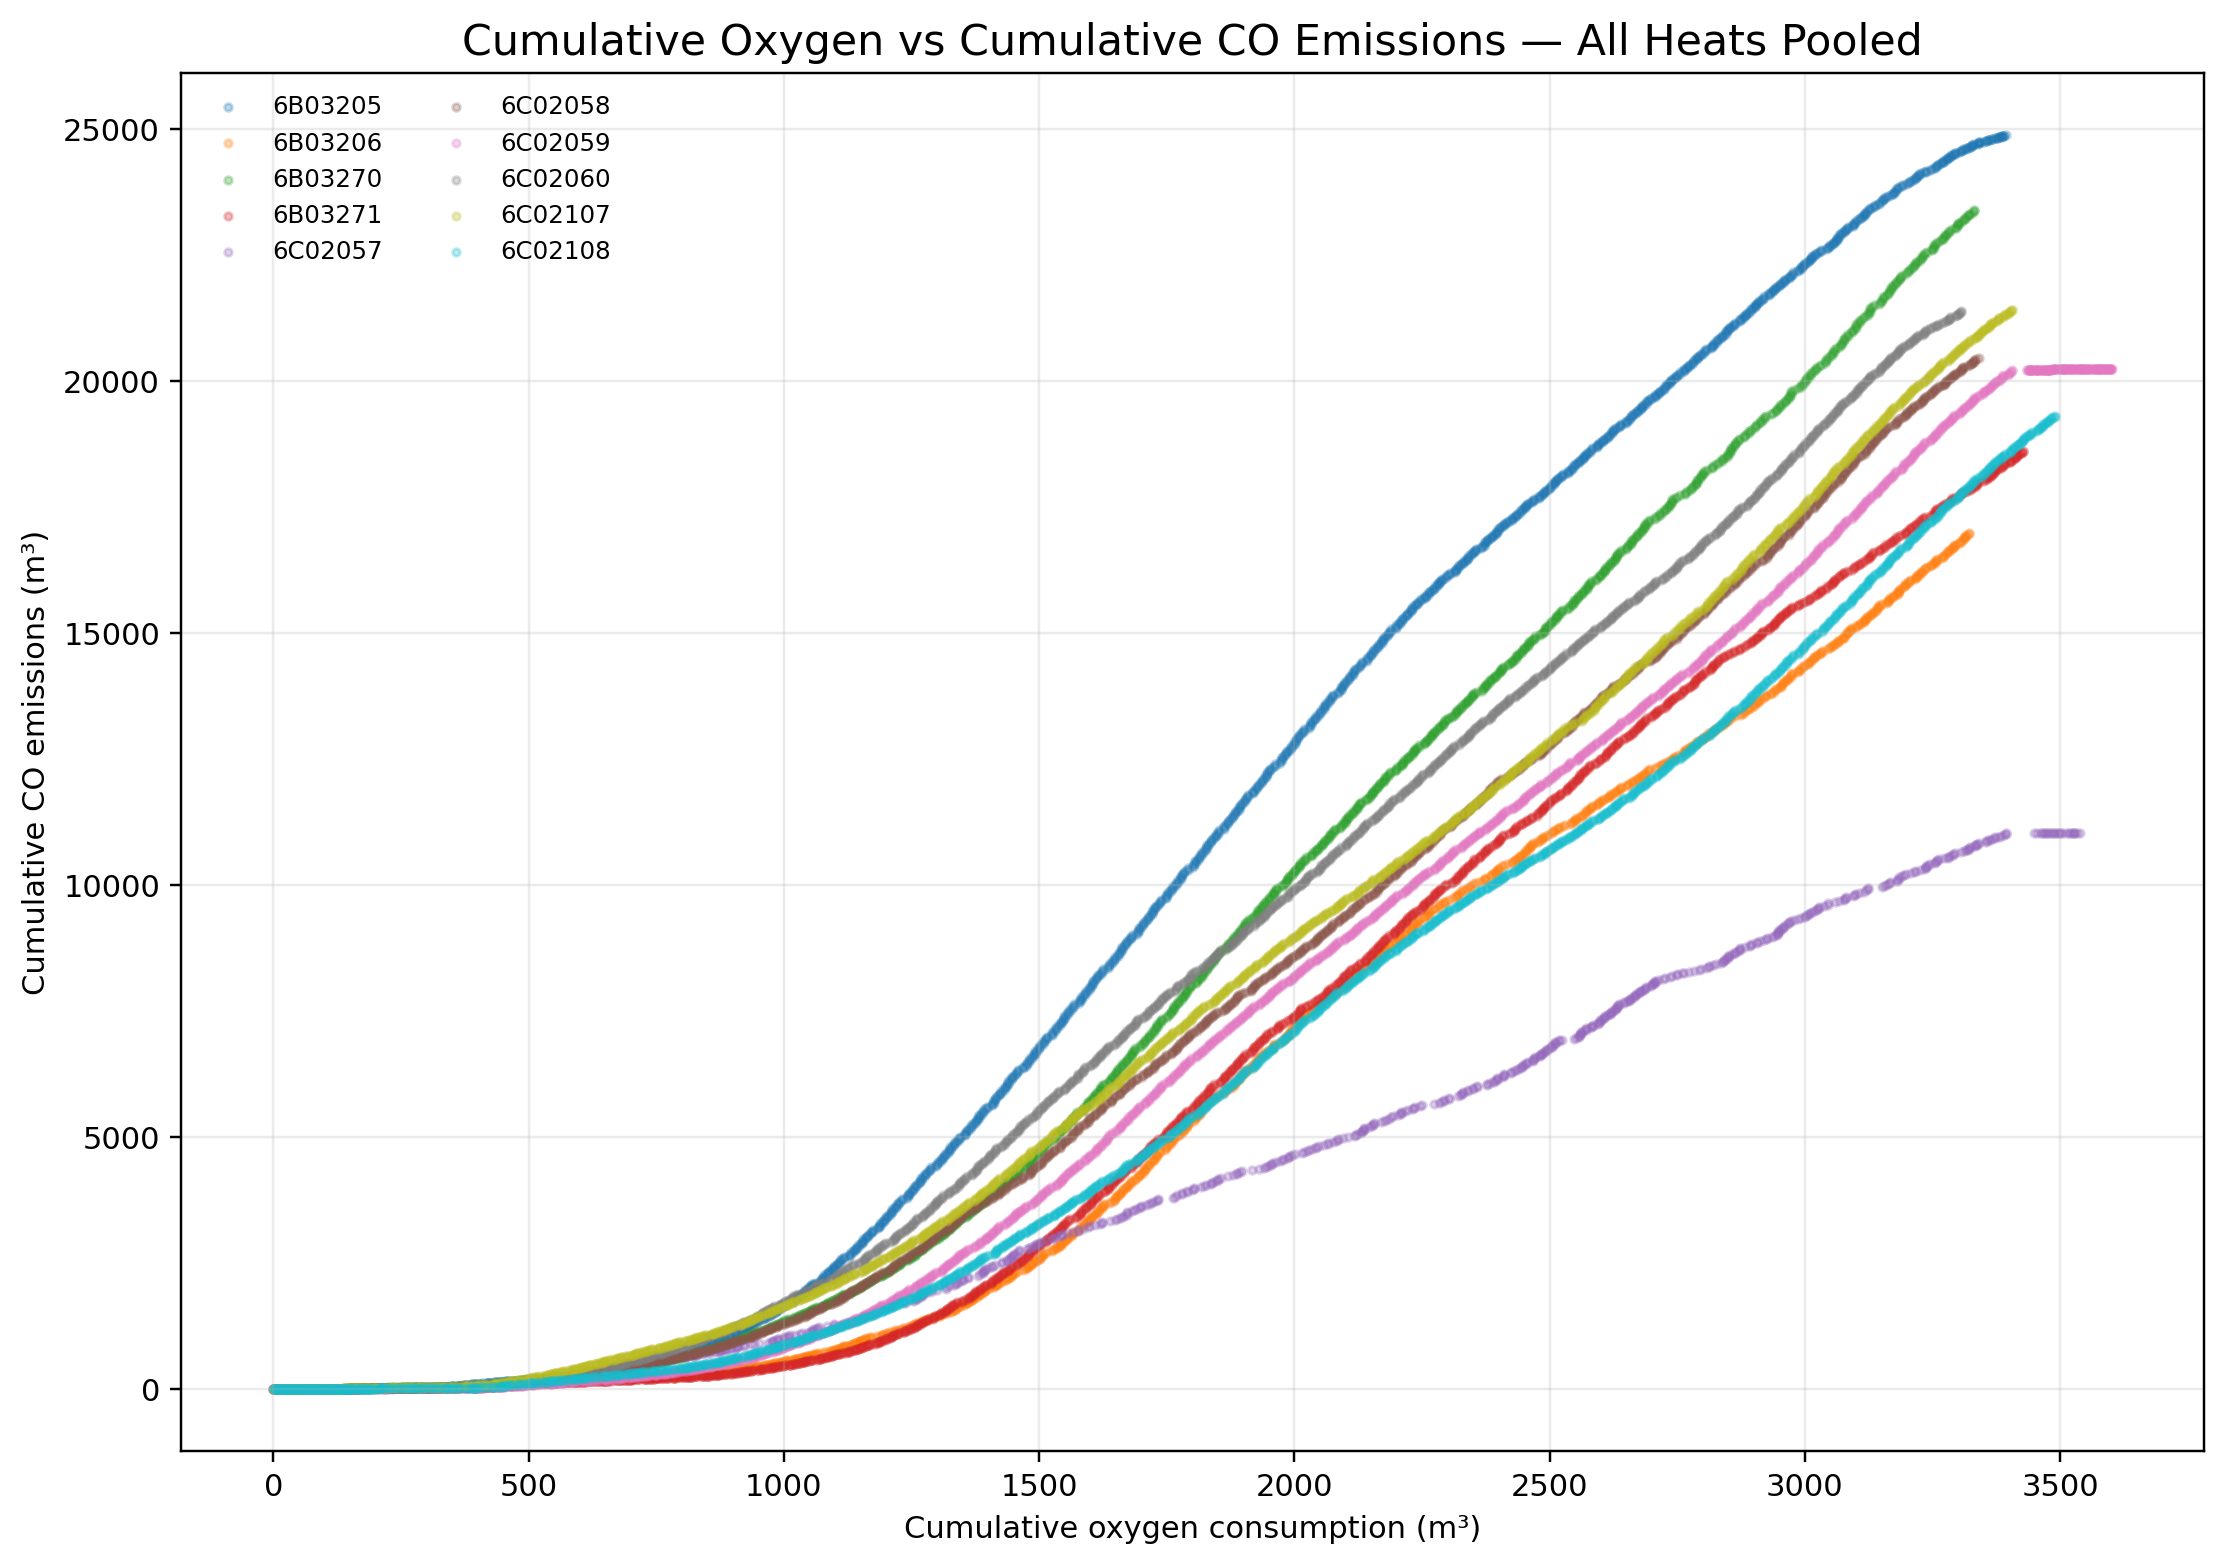 Cumulative Oxygen vs Cumulative CO Emissions — All Heats Pooled
6B03205
6B03206
6B03270
6B03271
6C02057
6C02058
6C02059
6C02060
6C02107
6C02108
Cumulative CO emissions (m³)
25000
20000
15000
10000
5000
0
0 500 1000 1500 2000 2500 3000 3500
Cumulative oxygen consumption (m³)